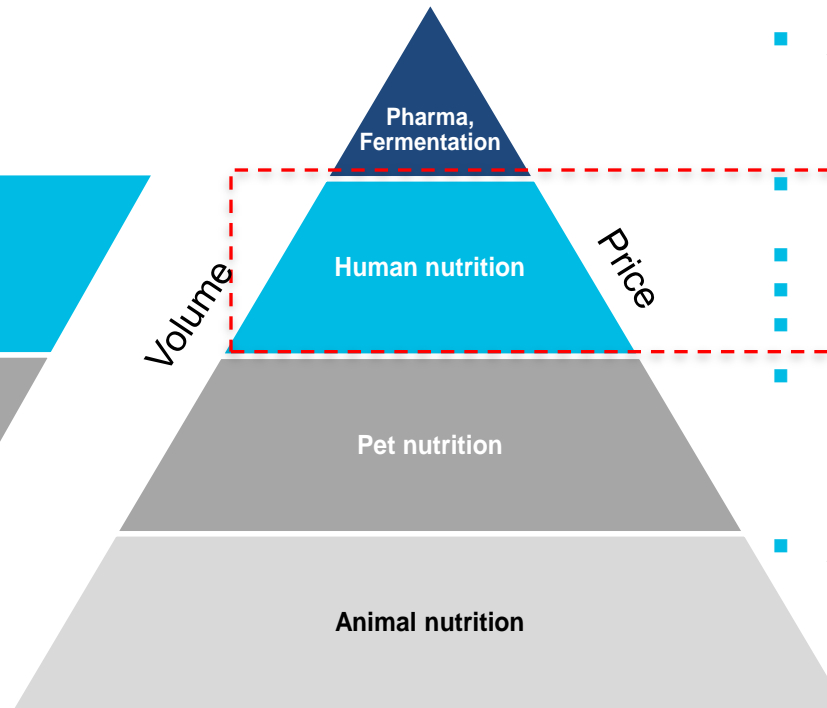 Pharma,
Fermentation
Volume
Human nutrition
Price
Pet nutrition
Animal nutrition